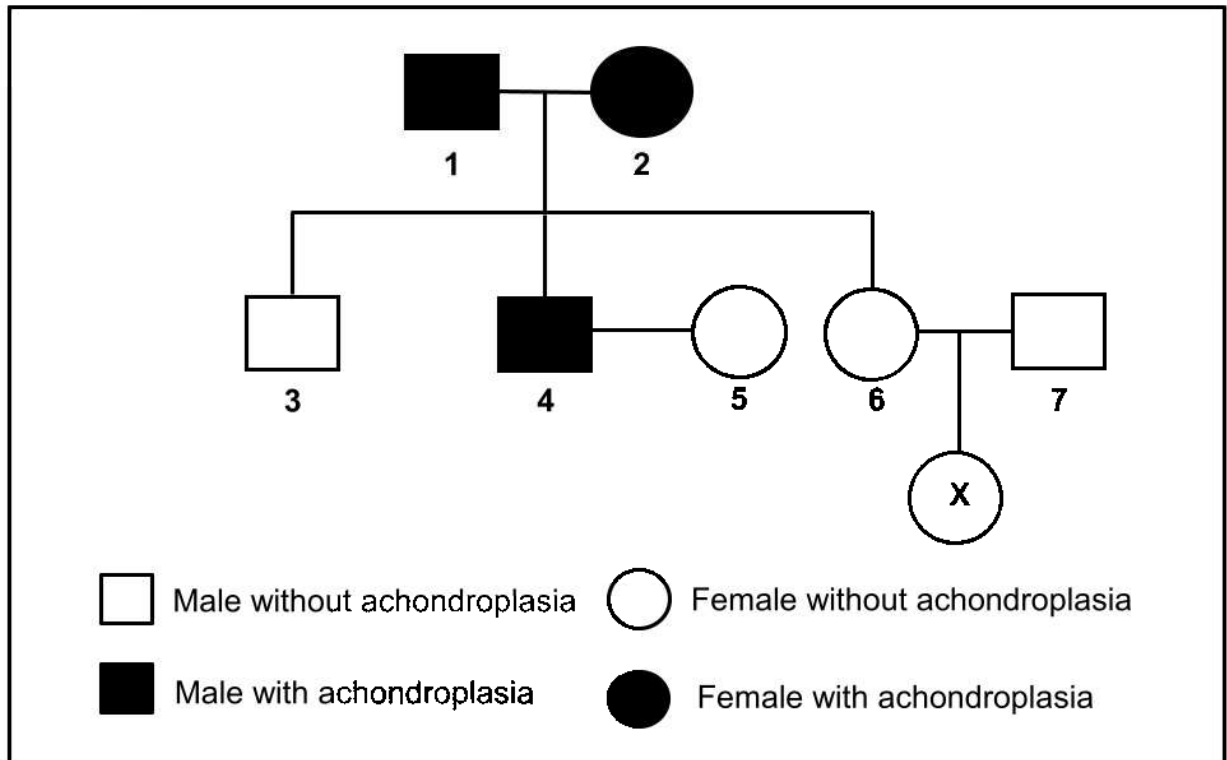 1 2
3 4 5 6 7
X
Male without achondroplasia Female without achondroplasia
Male with achondroplasia Female with achondroplasia